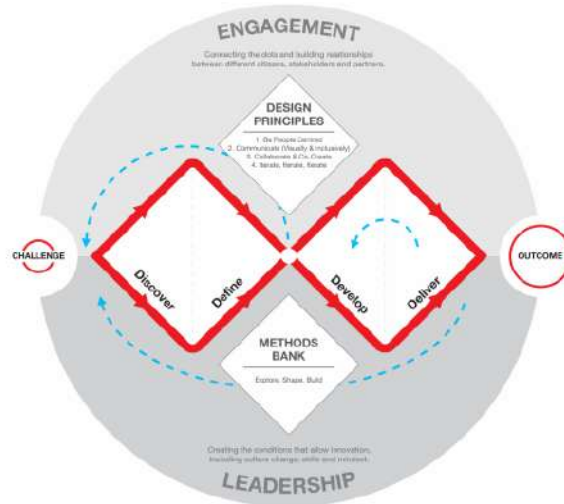 ENGAGEMENT
Connecting the dots and building relationships
between different citizens, stakeholders and partners.
DESIGN
PRINCIPLES
1. Be People Centred
2. Communicate (Visually & Inclusively)
3. Collaborate & Co-Create
4. Iterate, Iterate, Iterate
CHALLENGE
OUTCOME
Discover
Define
Develop
Deliver
METHODS
BANK
Explore, Shape, Build
Creating the conditions that allow innovation,
including culture change, skills and mindset.
LEADERSHIP